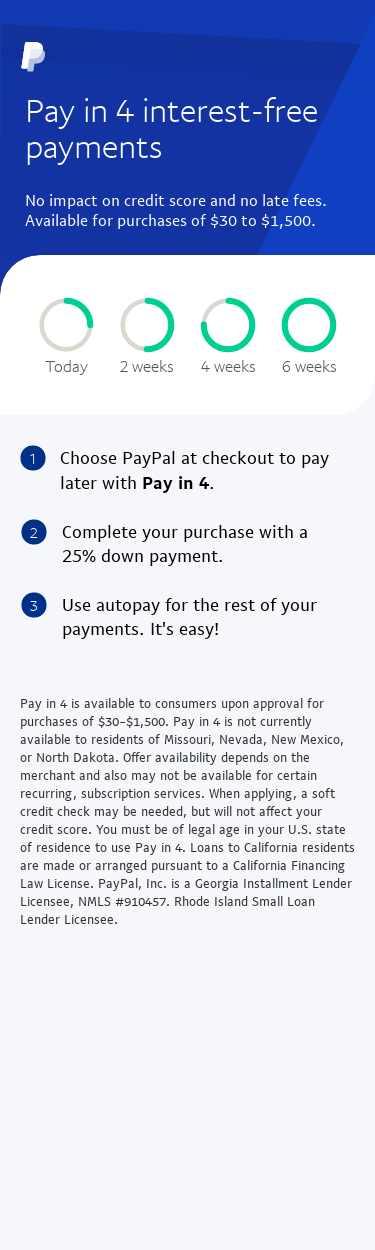 Pay in 4 interest-free
payments
No impact on credit score and no late fees.
Available for purchases of $30 to $1,500.
Today 2 weeks 4 weeks 6 weeks
1 Choose PayPal at checkout to pay
later with Pay in 4.
2 Complete your purchase with a
25% down payment.
3 Use autopay for the rest of your
payments. It's easy!
Pay in 4 is available to consumers upon approval for
purchases of $30-$1,500. Pay in 4 is not currently
available to residents of Missouri, Nevada, New Mexico,
or North Dakota. Offer availability depends on the
merchant and also may not be available for certain
recurring, subscription services. When applying, a soft
credit check may be needed, but will not affect your
credit score. You must be of legal age in your U.S. state
of residence to use Pay in 4. Loans to California residents
are made or arranged pursuant to a California Financing
Law License. PayPal, Inc. is a Georgia Installment Lender
Licensee, NMLS #910457. Rhode Island Small Loan
Lender Licensee.